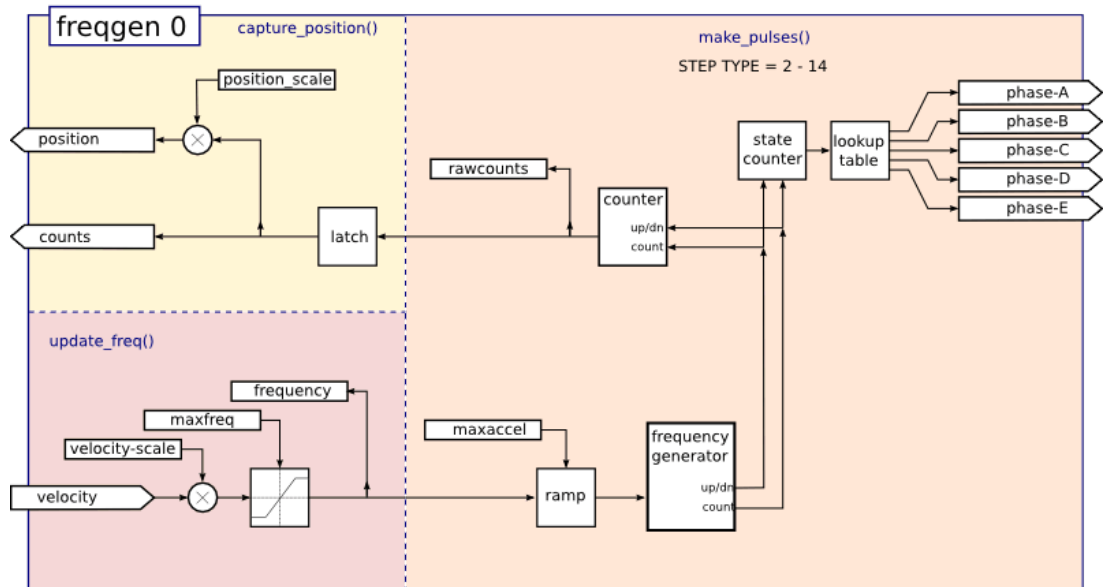 freqgen 0
capture_position()
make_pulses()
STEP TYPE = 2 - 14
position_scale
phase-A
position
phase-B
state
counter
lookup
table
phase-C
rawcounts
phase-D
counter
phase-E
up/dn
counts
latch
count
update_freq()
frequency
maxfreq
maxaccel
frequency
generator
velocity-scale
up/dn
velocity
ramp
count